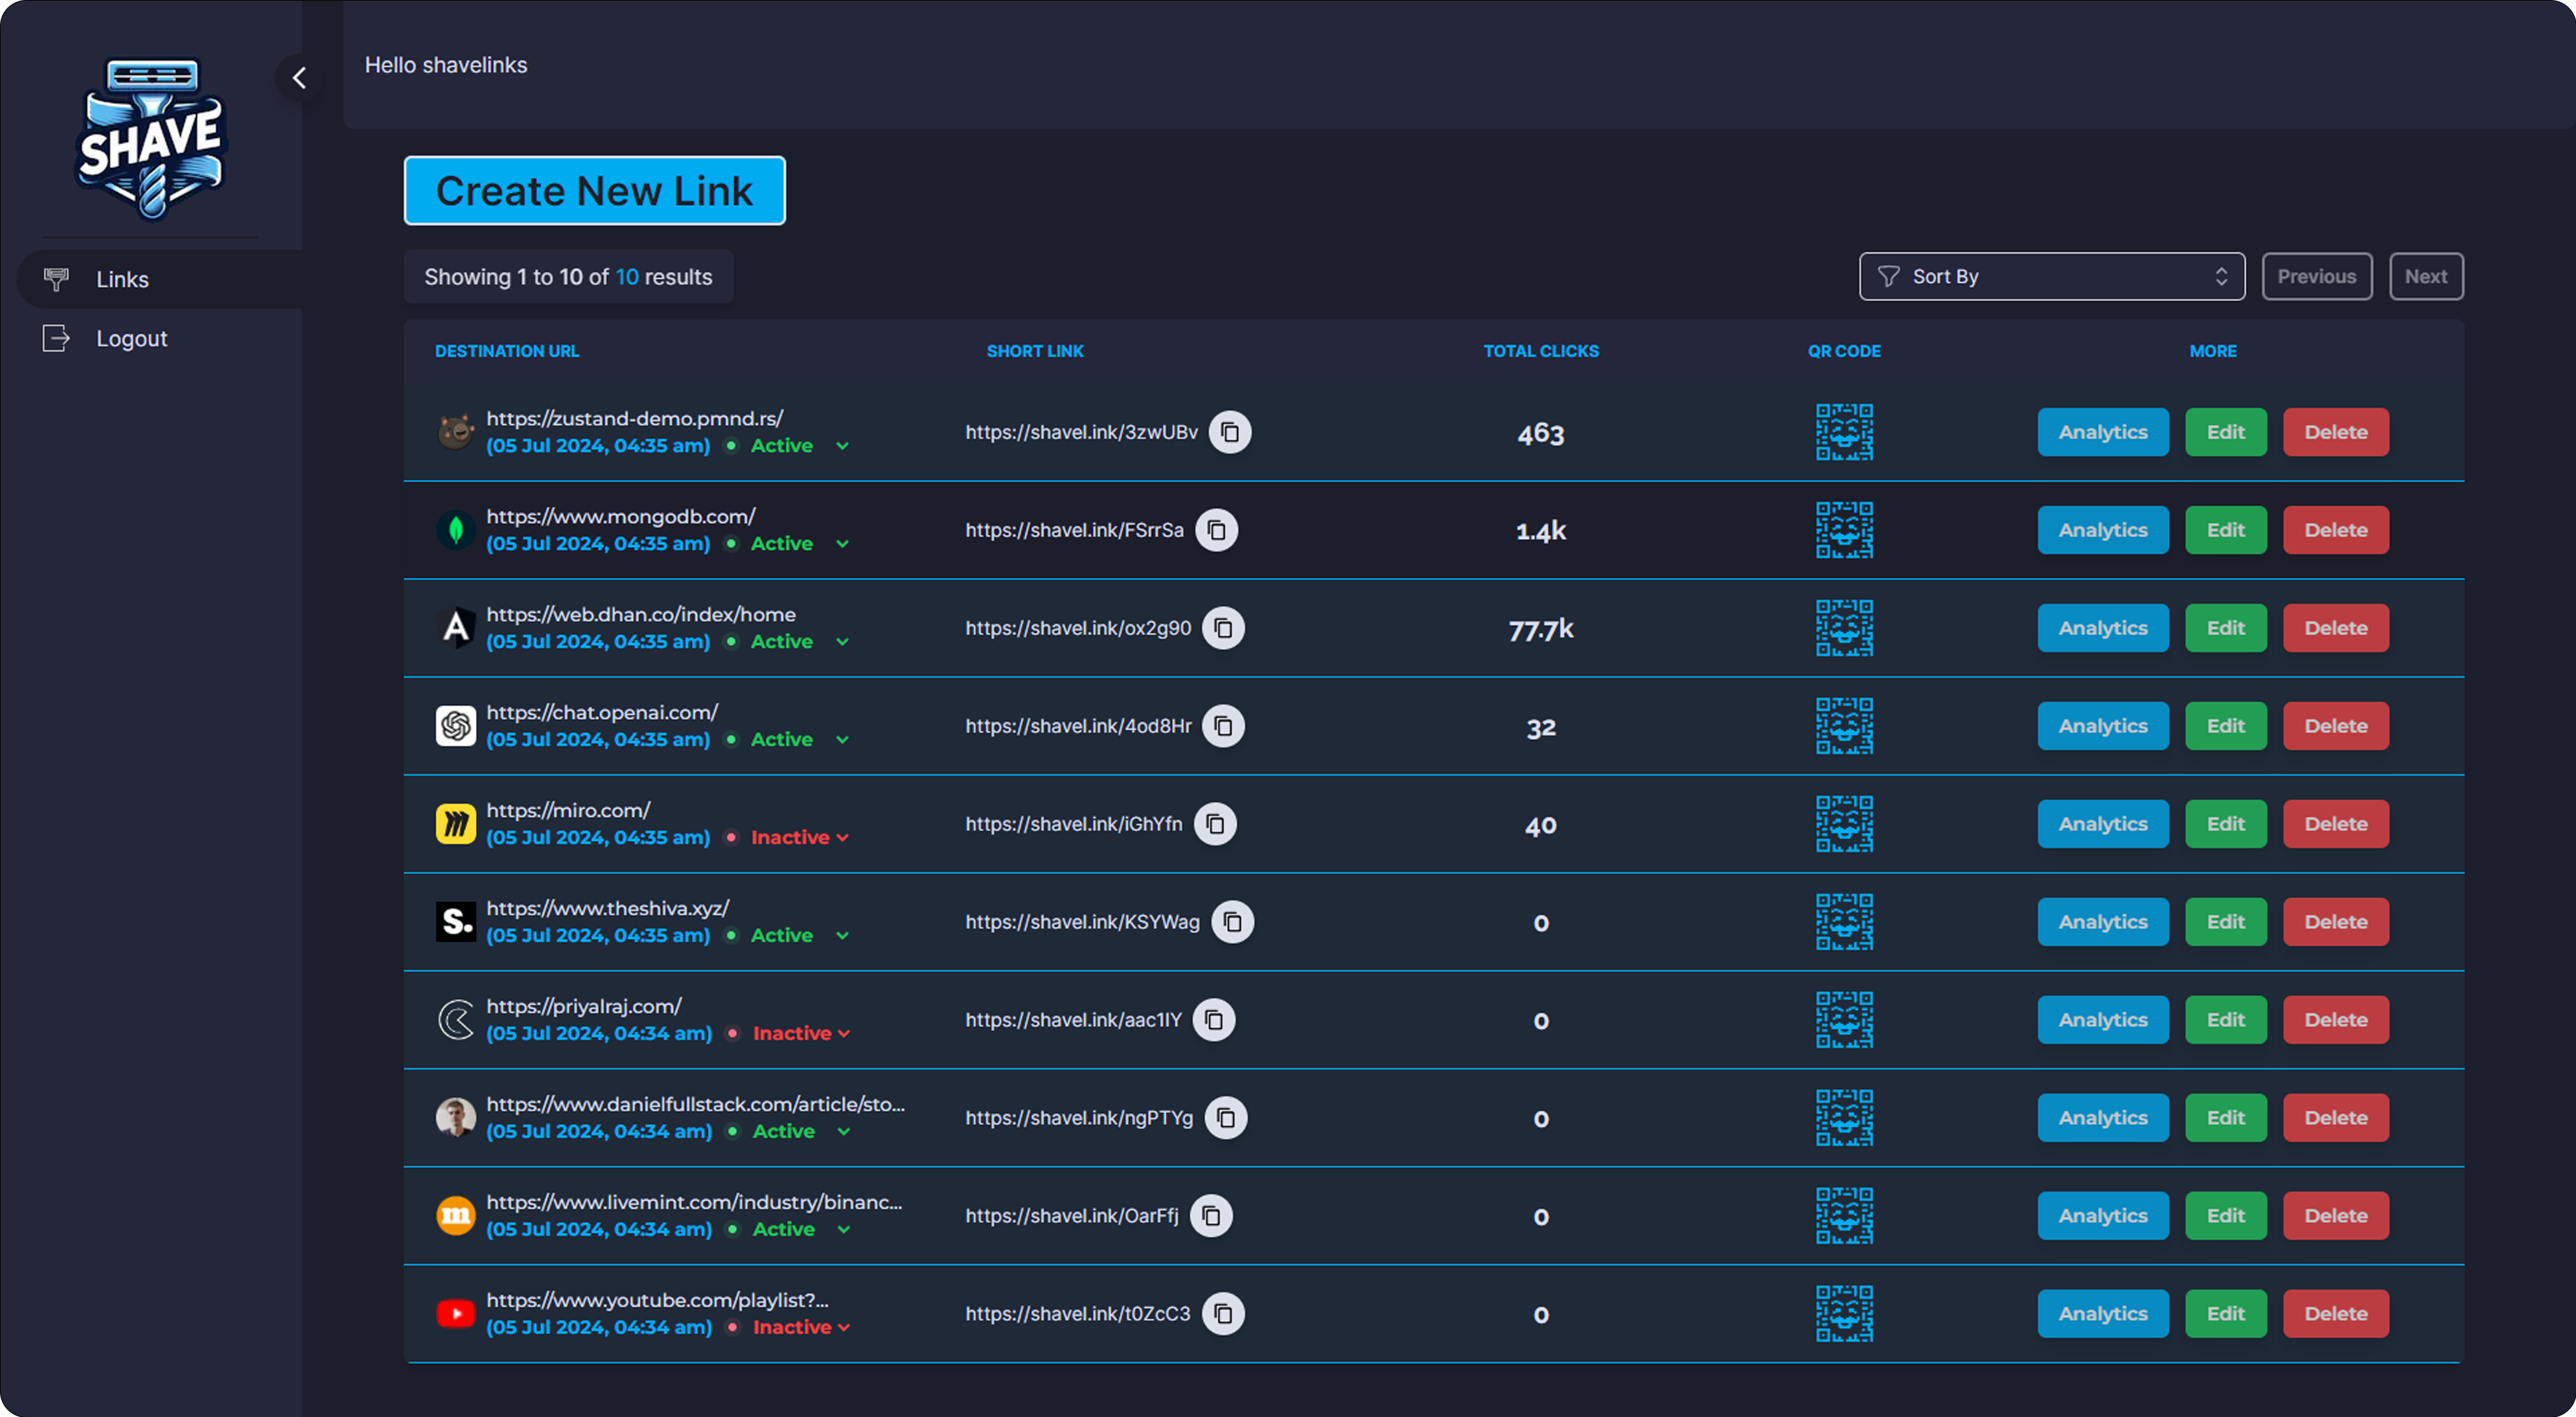 SHAVE
Links
Logout
Hello shavelinks
Create New Link
Showing 1 to 10 of 10 results
Sort By
Previous
Next
DESTINATION URL SHORT LINK TOTAL CLICKS QR CODE MORE
https://zustand-demo.pmnd.rs/
(05 Jul 2024, 04:35 am) Active
https://shavel.ink/3zwUBv 463 Analytics Edit Delete
https://www.mongodb.com/
(05 Jul 2024, 04:35 am) Active
https://shavel.ink/FSrrSa 1.4k Analytics Edit Delete
https://web.dhan.co/index/home
(05 Jul 2024, 04:35 am) Active
https://shavel.ink/ox2g90 77.7k Analytics Edit Delete
https://chat.openai.com/
(05 Jul 2024, 04:35 am) Active
https://shavel.ink/4od8Hr 32 Analytics Edit Delete
https://miro.com/
(05 Jul 2024, 04:35 am) Inactive
https://shavel.ink/iGhYfn 40 Analytics Edit Delete
S.
https://www.theshiva.xyz/
(05 Jul 2024, 04:35 am) Active
https://shavel.ink/KSYWag 0 Analytics Edit Delete
https://priyalraj.com/
(05 Jul 2024, 04:34 am) Inactive
https://shavel.ink/aac1IY 0 Analytics Edit Delete
https://www.danielfullstack.com/article/sto...
(05 Jul 2024, 04:34 am) Active
https://shavel.ink/ngPTYg 0 Analytics Edit Delete
m
https://www.livemint.com/industry/binanc...
(05 Jul 2024, 04:34 am) Active
https://shavel.ink/OarFfj 0 Analytics Edit Delete
https://www.youtube.com/playlist?...
(05 Jul 2024, 04:34 am) Inactive
https://shavel.ink/t0ZcC3 0 Analytics Edit Delete